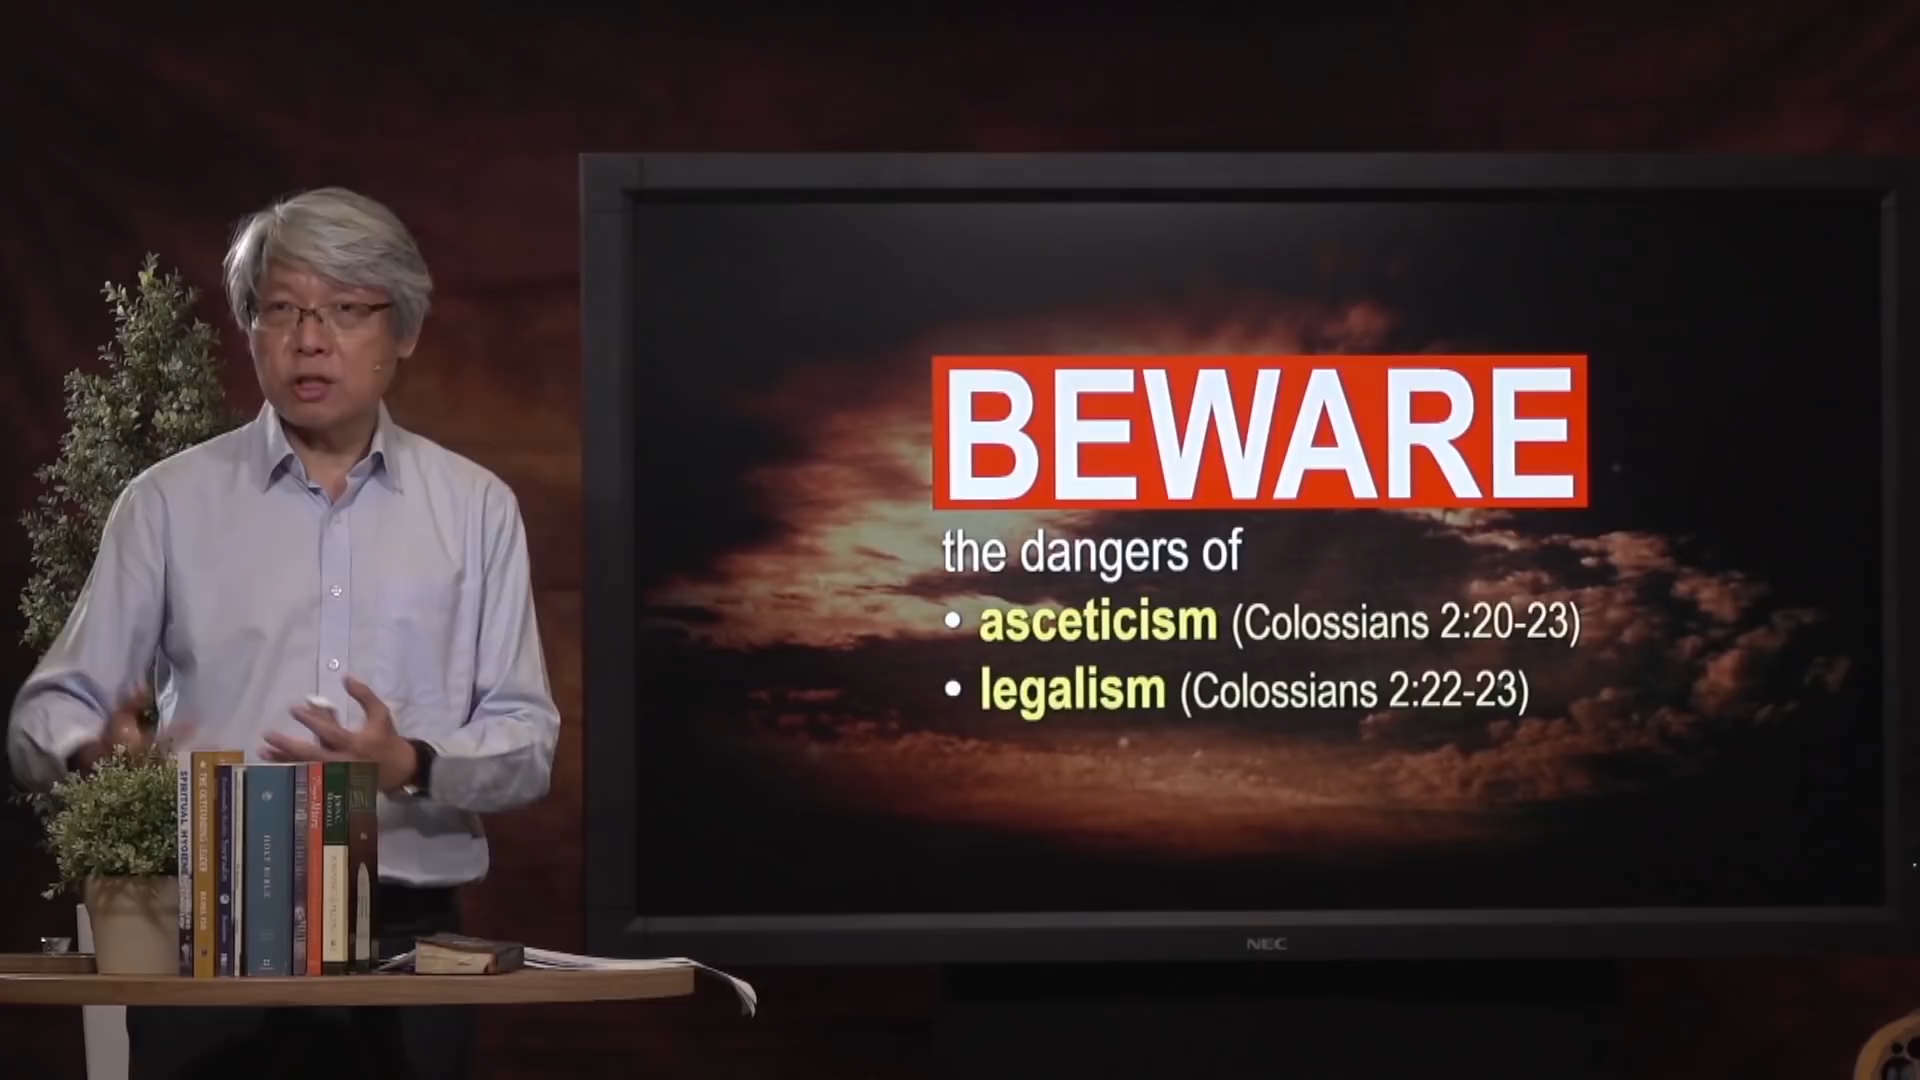 BEWARE
the dangers of
• asceticism (Colossians 2:20-23)
• legalism (Colossians 2:22-23)
NEC
SPIRITUAL HYGIENE
HOLY BIBLE